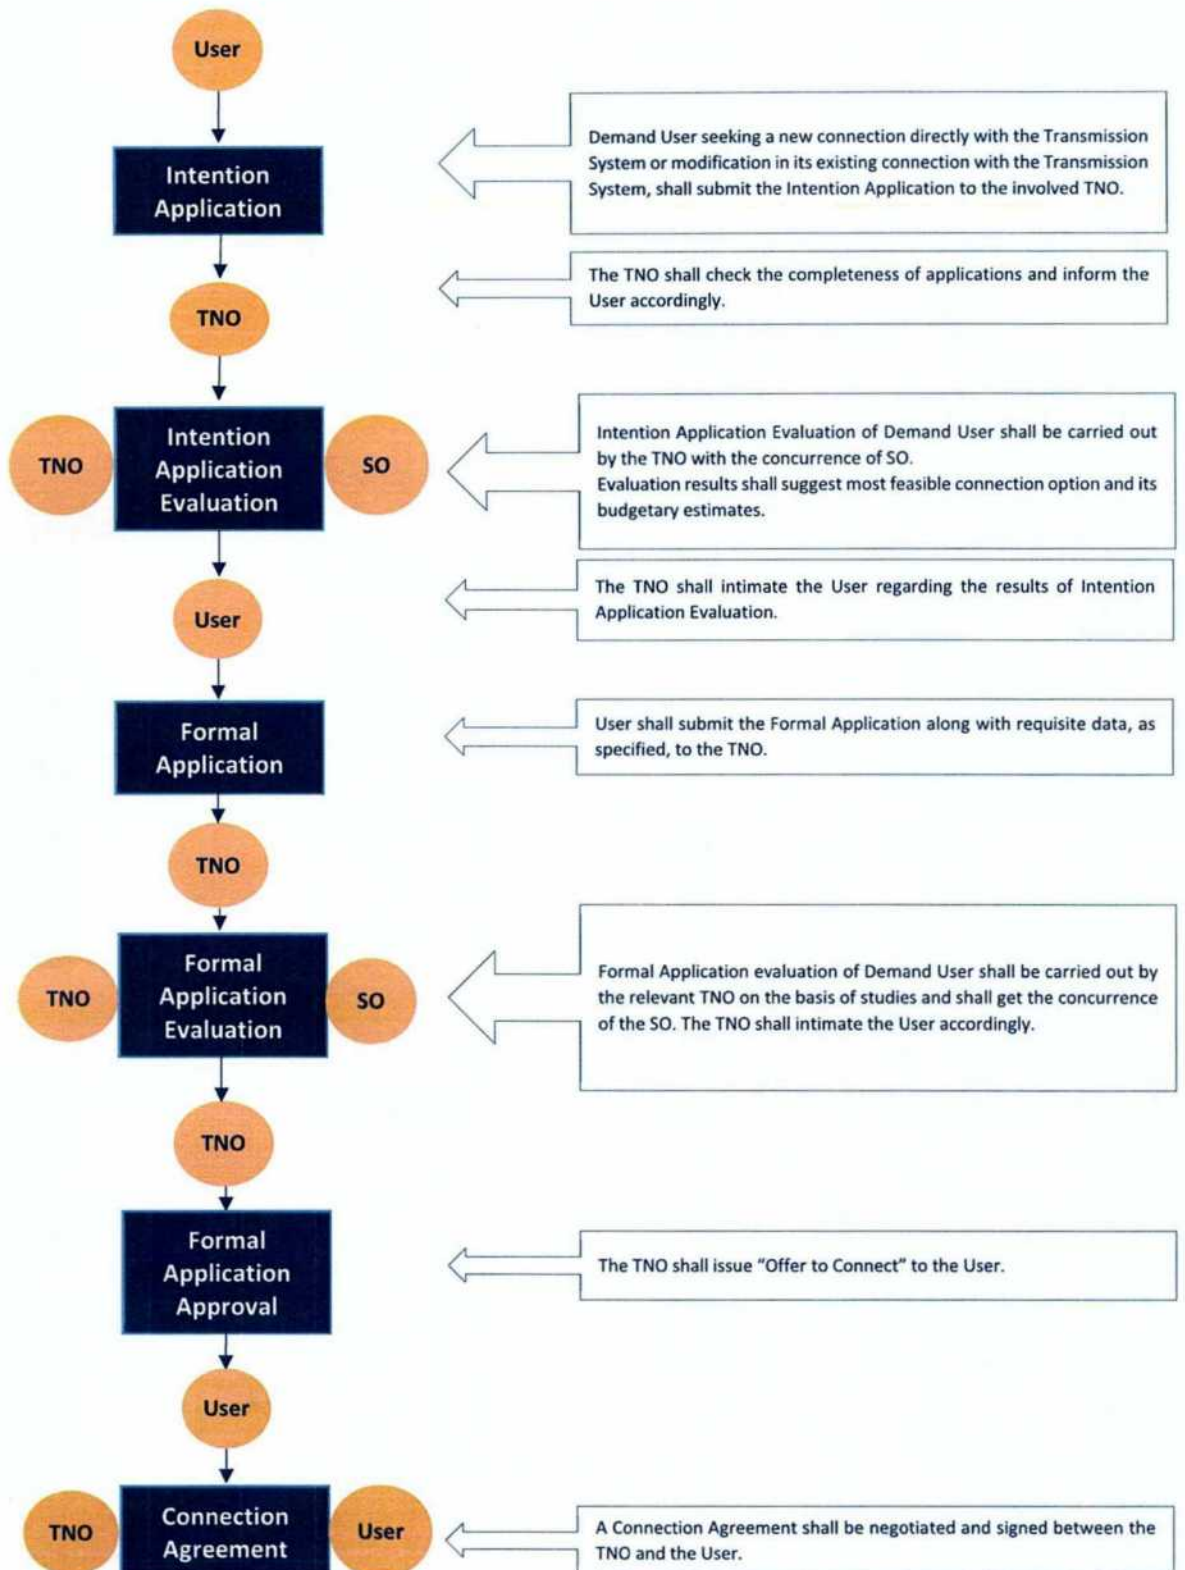 User
Intention
Application
Demand User seeking a new connection directly with the Transmission
System or modification in its existing connection with the Transmission
System, shall submit the Intention Application to the involved TNO.
The TNO shall check the completeness of applications and inform the
User accordingly.
TNO
TNO
Intention
Application
Evaluation
SO
Intention Application Evaluation of Demand User shall be carried out
by the TNO with the concurrence of SO.
Evaluation results shall suggest most feasible connection option and its
budgetary estimates.
The TNO shall intimate the User regarding the results of Intention
Application Evaluation.
User
Formal
Application
User shall submit the Formal Application along with requisite data, as
specified, to the TNO.
TNO
TNO
Formal
Application
Evaluation
SO
Formal Application evaluation of Demand User shall be carried out by
the relevant TNO on the basis of studies and shall get the concurrence
of the SO. The TNO shall intimate the User accordingly.
TNO
Formal
Application
Approval
The TNO shall issue “Offer to Connect” to the User.
User
TNO
Connection
Agreement
User
A Connection Agreement shall be negotiated and signed between the
TNO and the User.